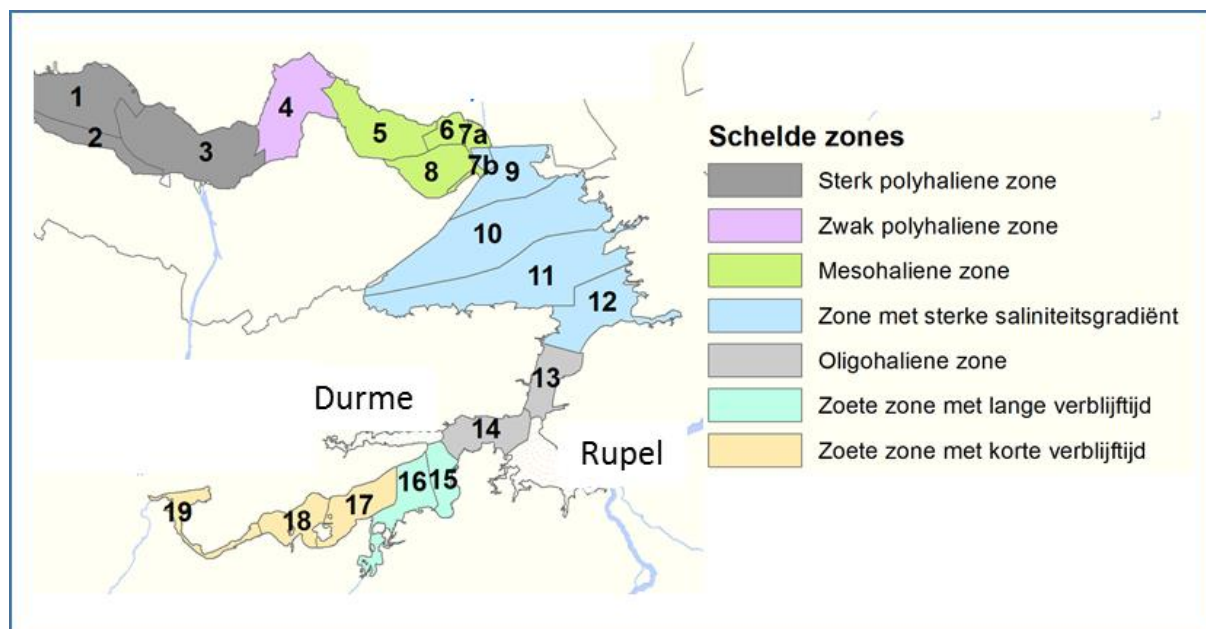 1
2
3
4
5
6
7a
7b
8
9
10
11
12
13
14
15
16
17
18
19
Durme
Rupel
Schelde zones
Sterk polyhaliene zone
Zwak polyhaliene zone
Mesohaliene zone
Zone met sterke saliniteitsgradiënt
Oligohaliene zone
Zoete zone met lange verblijftijd
Zoete zone met korte verblijftijd